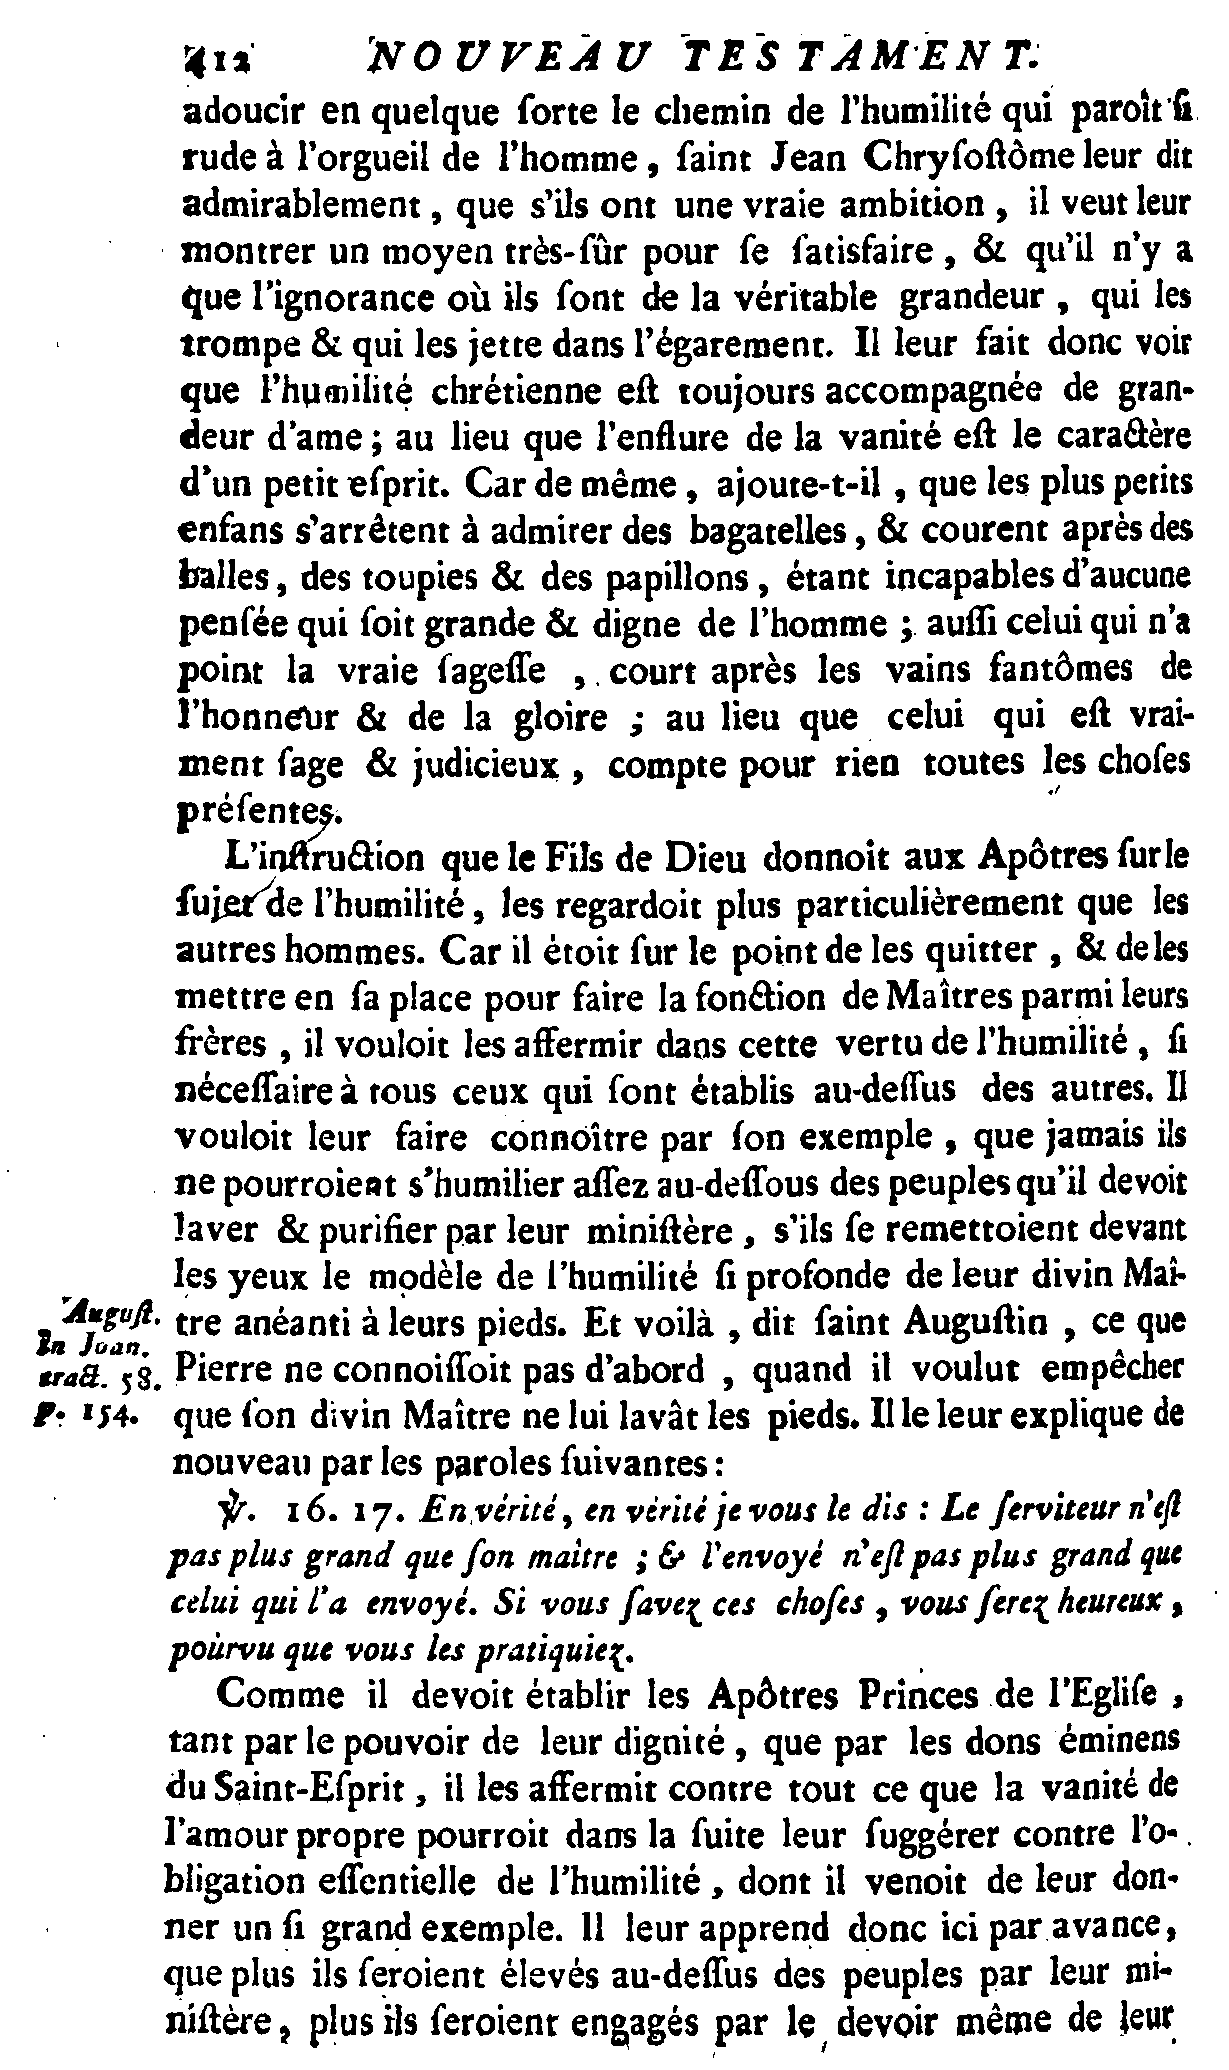 412 NOUVEAU TESTAMENT.
adoucir en quelque ſorte le chemin de l'humilité qui paroît ſi
rude à l'orgueil de l'homme, ſaint Jean Chryſoſtôme leur dit
admirablement, que s'ils ont une vraie ambition, il veut leur
montrer un moyen très-ſûr pour ſe ſatisfaire, & qu'il n'y a
que l'ignorance où ils ſont de la véritable grandeur, qui les
trompe & qui les jette dans l'égarement. Il leur fait donc voir
que l'humilité chrétienne eſt toujours accompagnée de gran-
deur d'ame; au lieu que l'enflure de la vanité eſt le caractère
d'un petit eſprit. Car de même, ajoute-t-il, que les plus petits
enfans s'arrêtent à admirer des bagatelles, & courent après des
balles, des toupies & des papillons, étant incapables d'aucune
penſée qui ſoit grande & digne de l'homme; auſſi celui qui n'a
point la vraie ſageſſe, court après les vains fantômes de
l'honneur & de la gloire; au lieu que celui qui eſt vrai-
ment ſage & judicieux, compte pour rien toutes les choſes
préſentes.
L'inſtruction que le Fils de Dieu donnoit aux Apôtres ſur le
ſujet de l'humilité, les regardoit plus particulièrement que les
autres hommes. Car il étoit ſur le point de les quitter, & de les
mettre en ſa place pour faire la fonction de Maîtres parmi leurs
frères, il vouloit les affermir dans cette vertu de l'humilité, ſi
néceſſaire à tous ceux qui ſont établis au-deſſus des autres. Il
vouloit leur faire connoître par ſon exemple, que jamais ils
ne pourroient s'humilier aſſez au-deſſous des peuples qu'il devoit
laver & purifier par leur miniſtère, s'ils ſe remettoient devant
les yeux le modèle de l'humilité ſi profonde de leur divin Maî-
tre anéanti à leurs pieds. Et voilà, dit ſaint Auguſtin, ce que
Pierre ne connoiſſoit pas d'abord, quand il voulut empêcher
que ſon divin Maître ne lui lavât les pieds. Il le leur explique de
nouveau par les paroles ſuivantes:
Auguſt.
In Joan.
tract. 58.
p. 154.
℣. 16. 17. En vérité, en vérité je vous le dis : Le ſerviteur n'eſt
pas plus grand que ſon maître; & l'envoyé n'eſt pas plus grand que
celui qui l'a envoyé. Si vous ſavez ces choſes, vous ſerez heureux,
pourvu que vous les pratiquiez.
Comme il devoit établir les Apôtres Princes de l'Egliſe,
tant par le pouvoir de leur dignité, que par les dons éminens
du Saint-Eſprit, il les affermit contre tout ce que la vanité de
l'amour propre pourroit dans la ſuite leur ſuggérer contre l'o-
bligation eſſentielle de l'humilité, dont il venoit de leur don-
ner un ſi grand exemple. Il leur apprend donc ici par avance,
que plus ils ſeroient élevés au-deſſus des peuples par leur mi-
niſtère, plus ils ſeroient engagés par le devoir même de leur